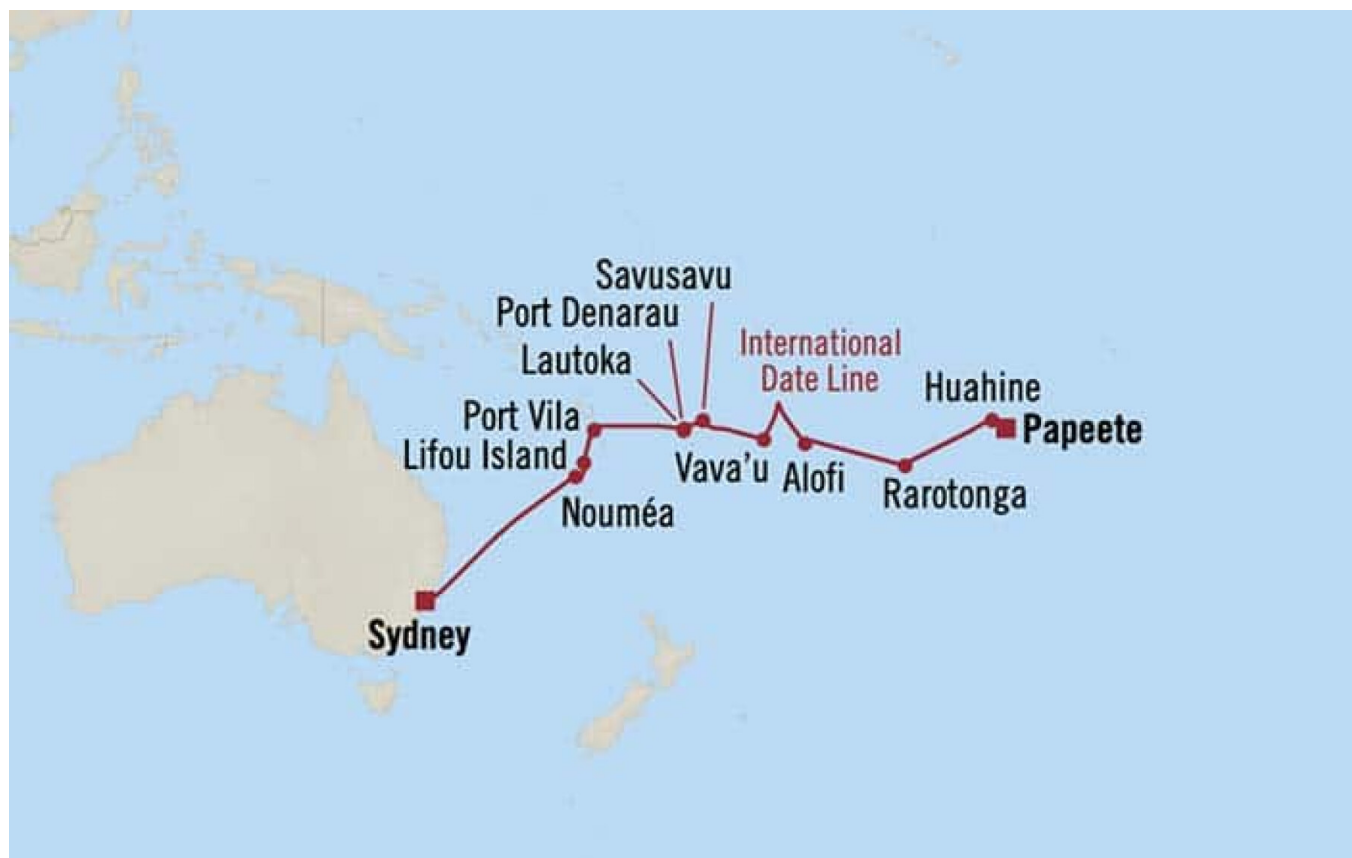 Savusavu
Port Denarau
International
Date Line
Lautoka
Huahine
Port Vila
Papeete
Lifou Island
Vava'u
Alofi
Rarotonga
Nouméa
Sydney